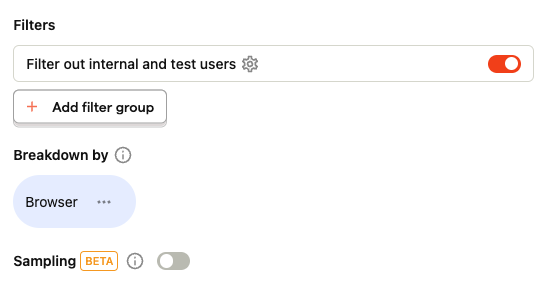 Filters
Filter out internal and test users
+ Add filter group
Breakdown by
Browser ...
Sampling BETA